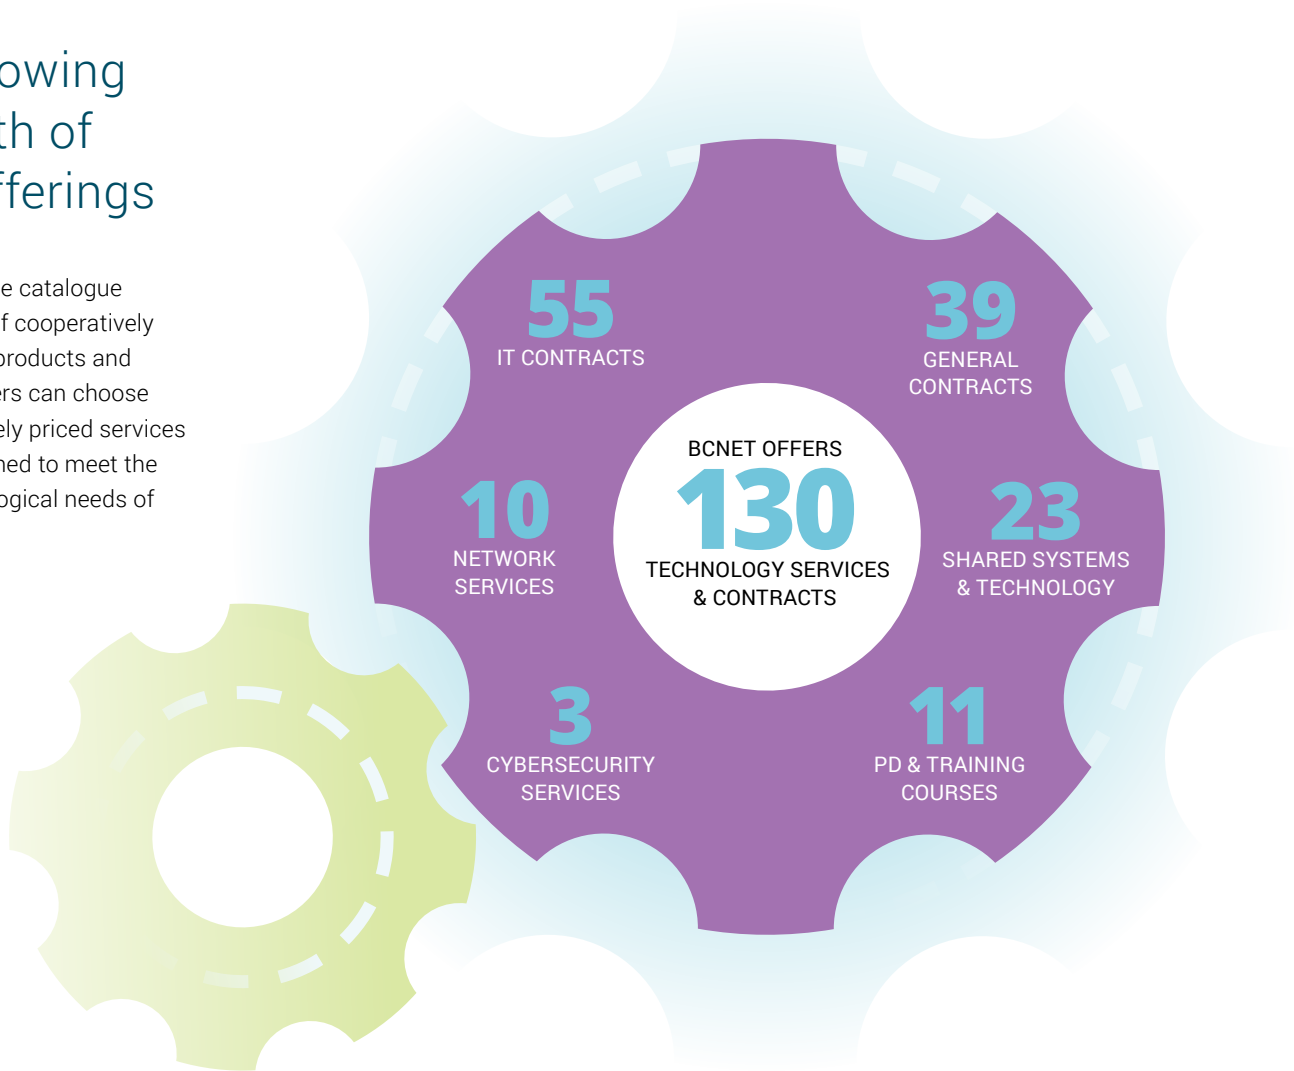 owing
th of
fferings
e catalogue
f cooperatively
products and
ers can choose
ely priced services
ned to meet the
ogical needs of
55
IT CONTRACTS
39
GENERAL
CONTRACTS
BCNET OFFERS
130
TECHNOLOGY SERVICES
& CONTRACTS
10
NETWORK
SERVICES
23
SHARED SYSTEMS
& TECHNOLOGY
3
CYBERSECURITY
SERVICES
11
PD & TRAINING
COURSES